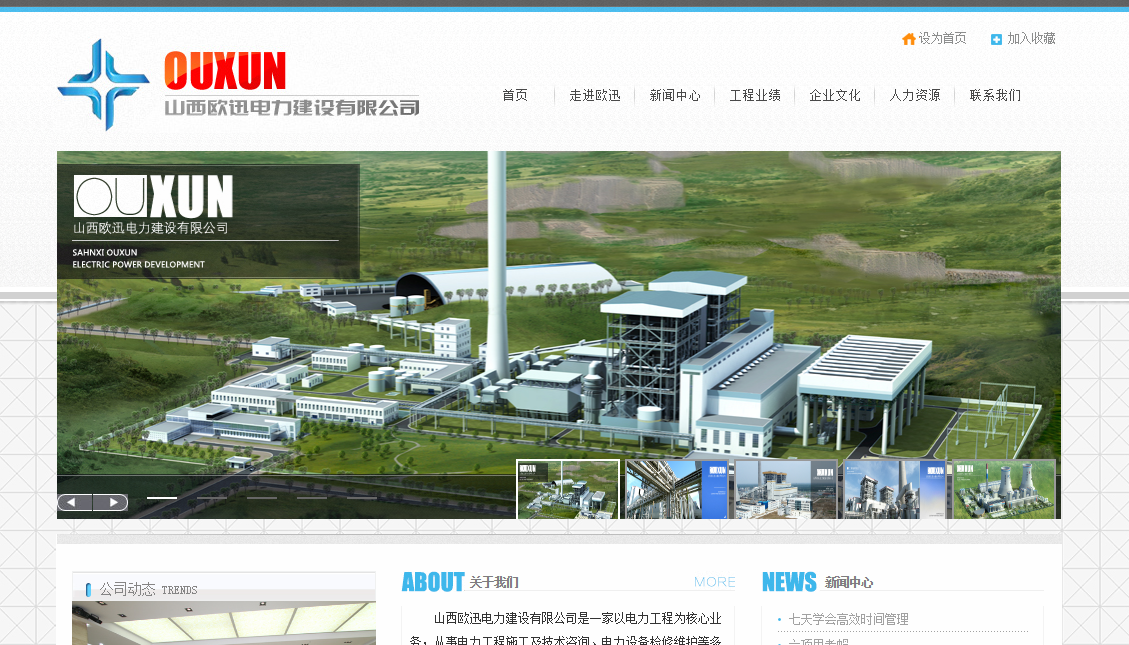 设为首页 加入收藏
OUXUN
山西欧迅电力建设有限公司
首页 走进欧迅 新闻中心 工程业绩 企业文化 人力资源 联系我们
OUXUN
山西欧迅电力建设有限公司
SAHNXI OUXUN
ELECTRIC POWER DEVELOPMENT
公司动态 TRENDS
ABOUT 关于我们 MORE
NEWS 新闻中心
山西欧迅电力建设有限公司是一家以电力工程为核心业
务，从事电力工程施工及技术咨询、电力设备检修维护等多
七天学会高效时间管理
六项思考帽